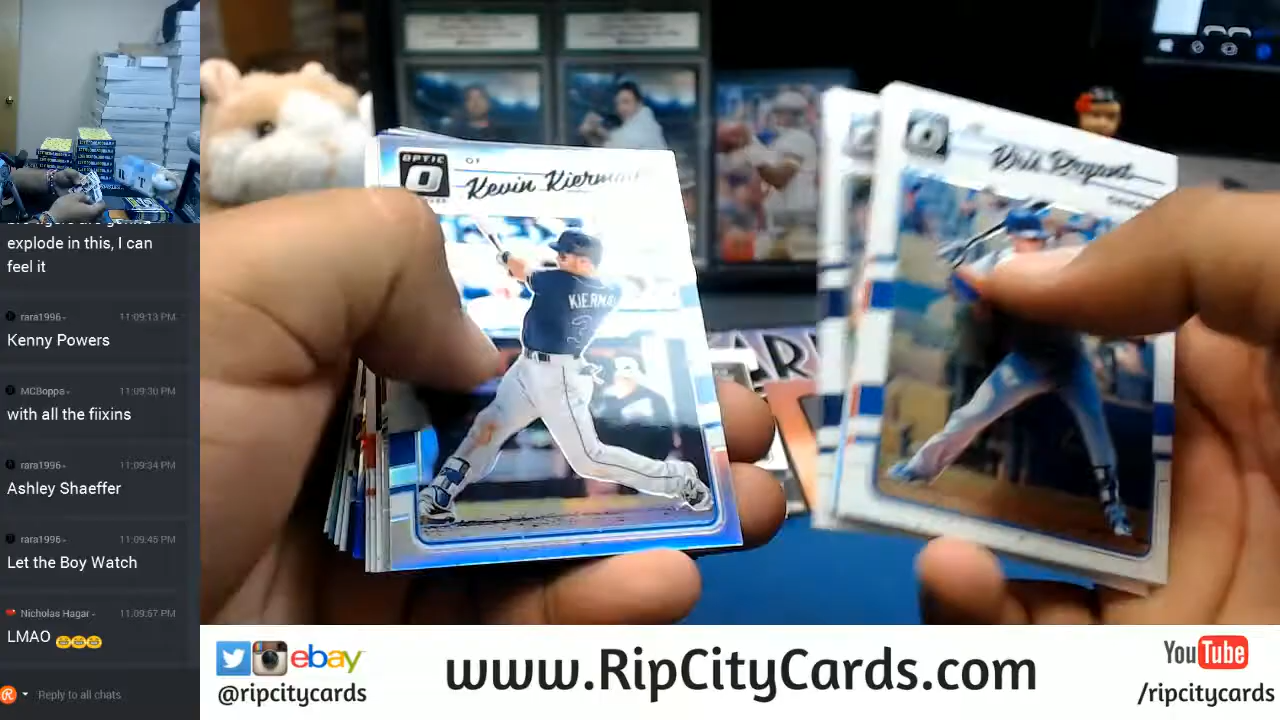 explode in this, I can
feel it
rara1996-
11:09:13 PM
Kenny Powers
MCBoppa-
11:09:30 PM
with all the fiixins
rara1996-
11:09:34 PM
Ashley Shaeffer
rara1996-
11:09:45 PM
Let the Boy Watch
Nicholas Hagar -
11:09:57 PM
LMAO 😂😂😂
Reply to all chats
OPTIC
OF
Kevin
KIERM
Kris Bryant
ebay
@ripcitycards
www.RipCityCards.com
YouTube
/ripcitycards